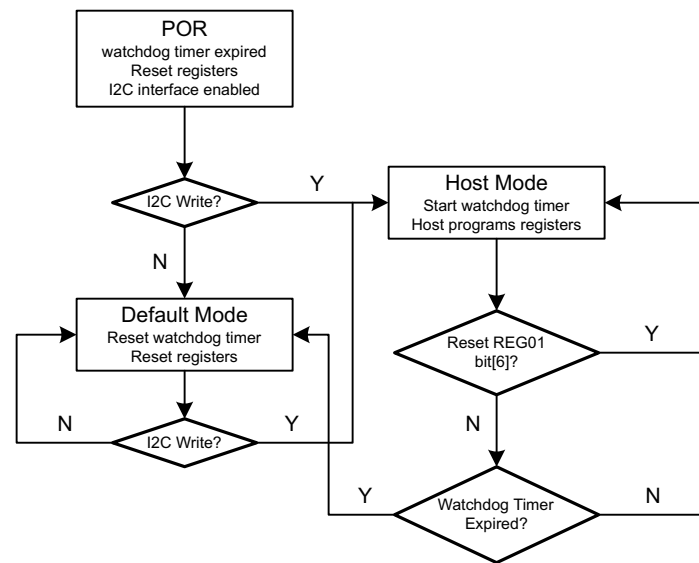 POR
watchdog timer expired
Reset registers
I2C interface enabled
I2C Write?
Y
N
Host Mode
Start watchdog timer
Host programs registers
Default Mode
Reset watchdog timer
Reset registers
Reset REG01
bit[6]?
Y
N
I2C Write?
N
Y
Watchdog Timer
Expired?
Y
N